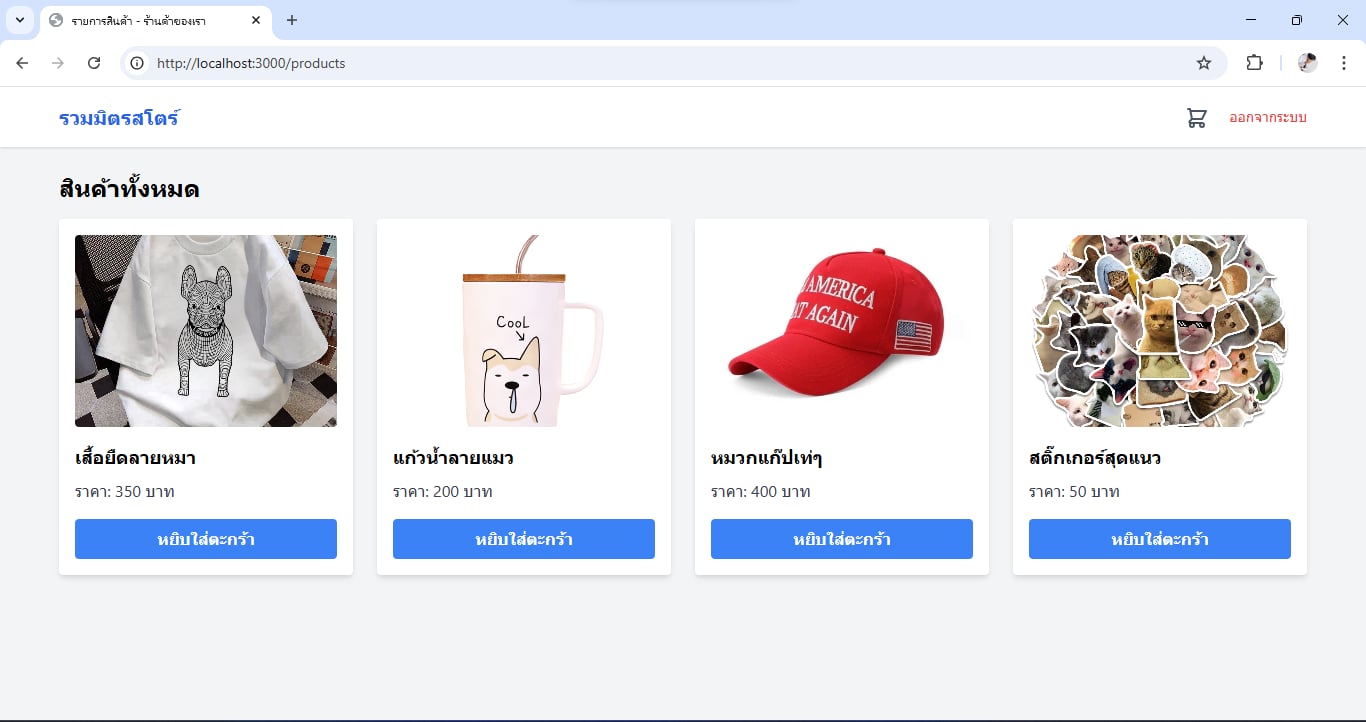 รายการสินค้า - ร้านค้าของเรา
http://localhost:3000/products
รวมมิตรสโตร์
ออกจากระบบ
สินค้าทั้งหมด
CooL
AMERICA
AT AGAIN
เสื้อยืดลายหมา
แก้วน้ำลายแมว
หมวกแก๊ปเท่ๆ
สติ๊กเกอร์สุดแนว
ราคา: 350 บาท
ราคา: 200 บาท
ราคา: 400 บาท
ราคา: 50 บาท
หยิบใส่ตะกร้า
หยิบใส่ตะกร้า
หยิบใส่ตะกร้า
หยิบใส่ตะกร้า